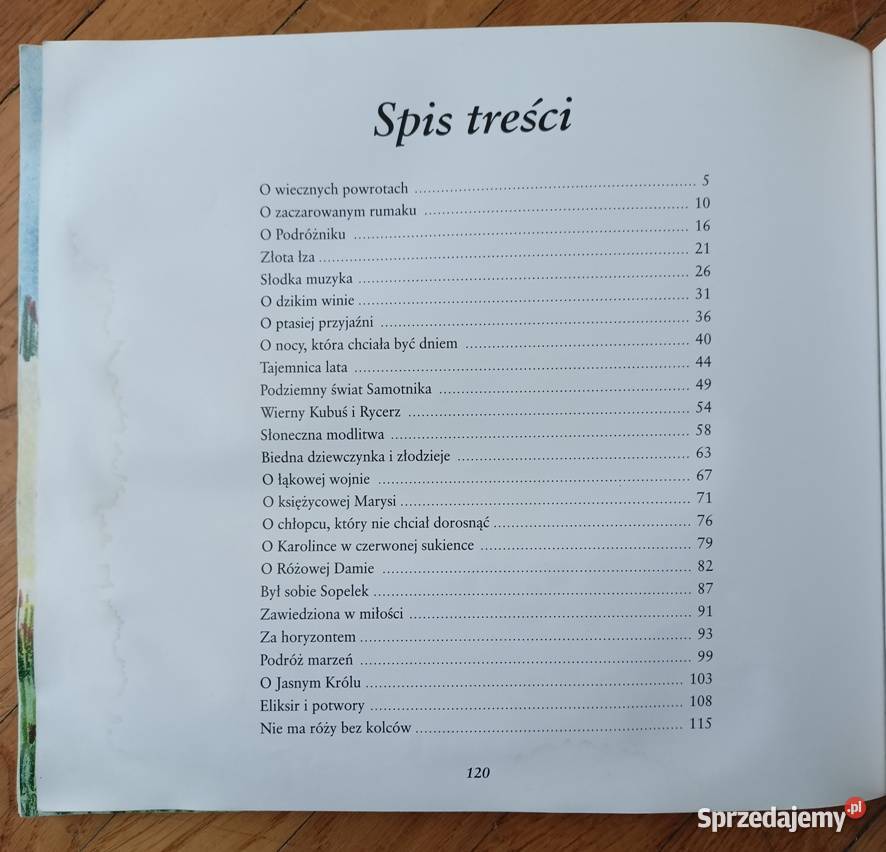 Spis treści
O wiecznych powrotach ........ 5
O zaczarowanym rumaku ........ 10
O Podróżniku ........ 16
Złota łza ........ 21
Słodka muzyka ........ 26
O dzikim winie ........ 31
O ptasiej przyjaźni ........ 36
O nocy, która chciała być dniem ........ 40
Tajemnica lata ........ 44
Podziemny świat Samotnika ........ 49
Wierny Kubuś i Rycerz ........ 54
Słoneczna modlitwa ........ 58
Biedna dziewczynka i złodzieje ........ 63
O łąkowej wojnie ........ 67
O księżycowej Marysi ........ 71
O chłopcu, który nie chciał dorosnąć ........ 76
O Karolince w czerwonej sukience ........ 79
O Różowej Damie ........ 82
Był sobie Sopelek ........ 87
Zawiedziona w miłości ........ 91
Za horyzontem ........ 93
Podróż marzeń ........ 99
O Jasnym Królu ........ 103
Eliksir i potwory ........ 108
Nie ma róży bez kolców ........ 115
120
Sprzedajemy.pl